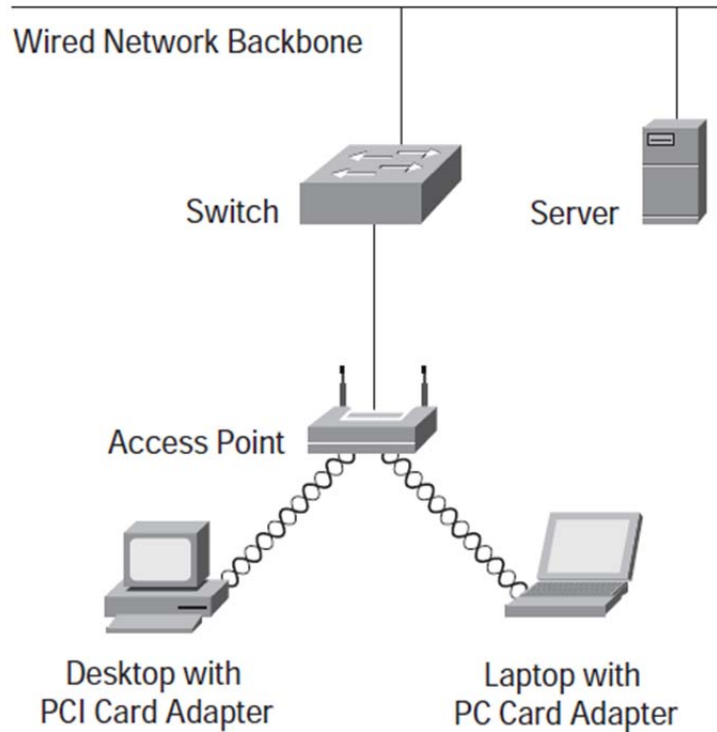 Wired Network Backbone
Switch
Server
Access Point
Desktop with
PCI Card Adapter
Laptop with
PC Card Adapter